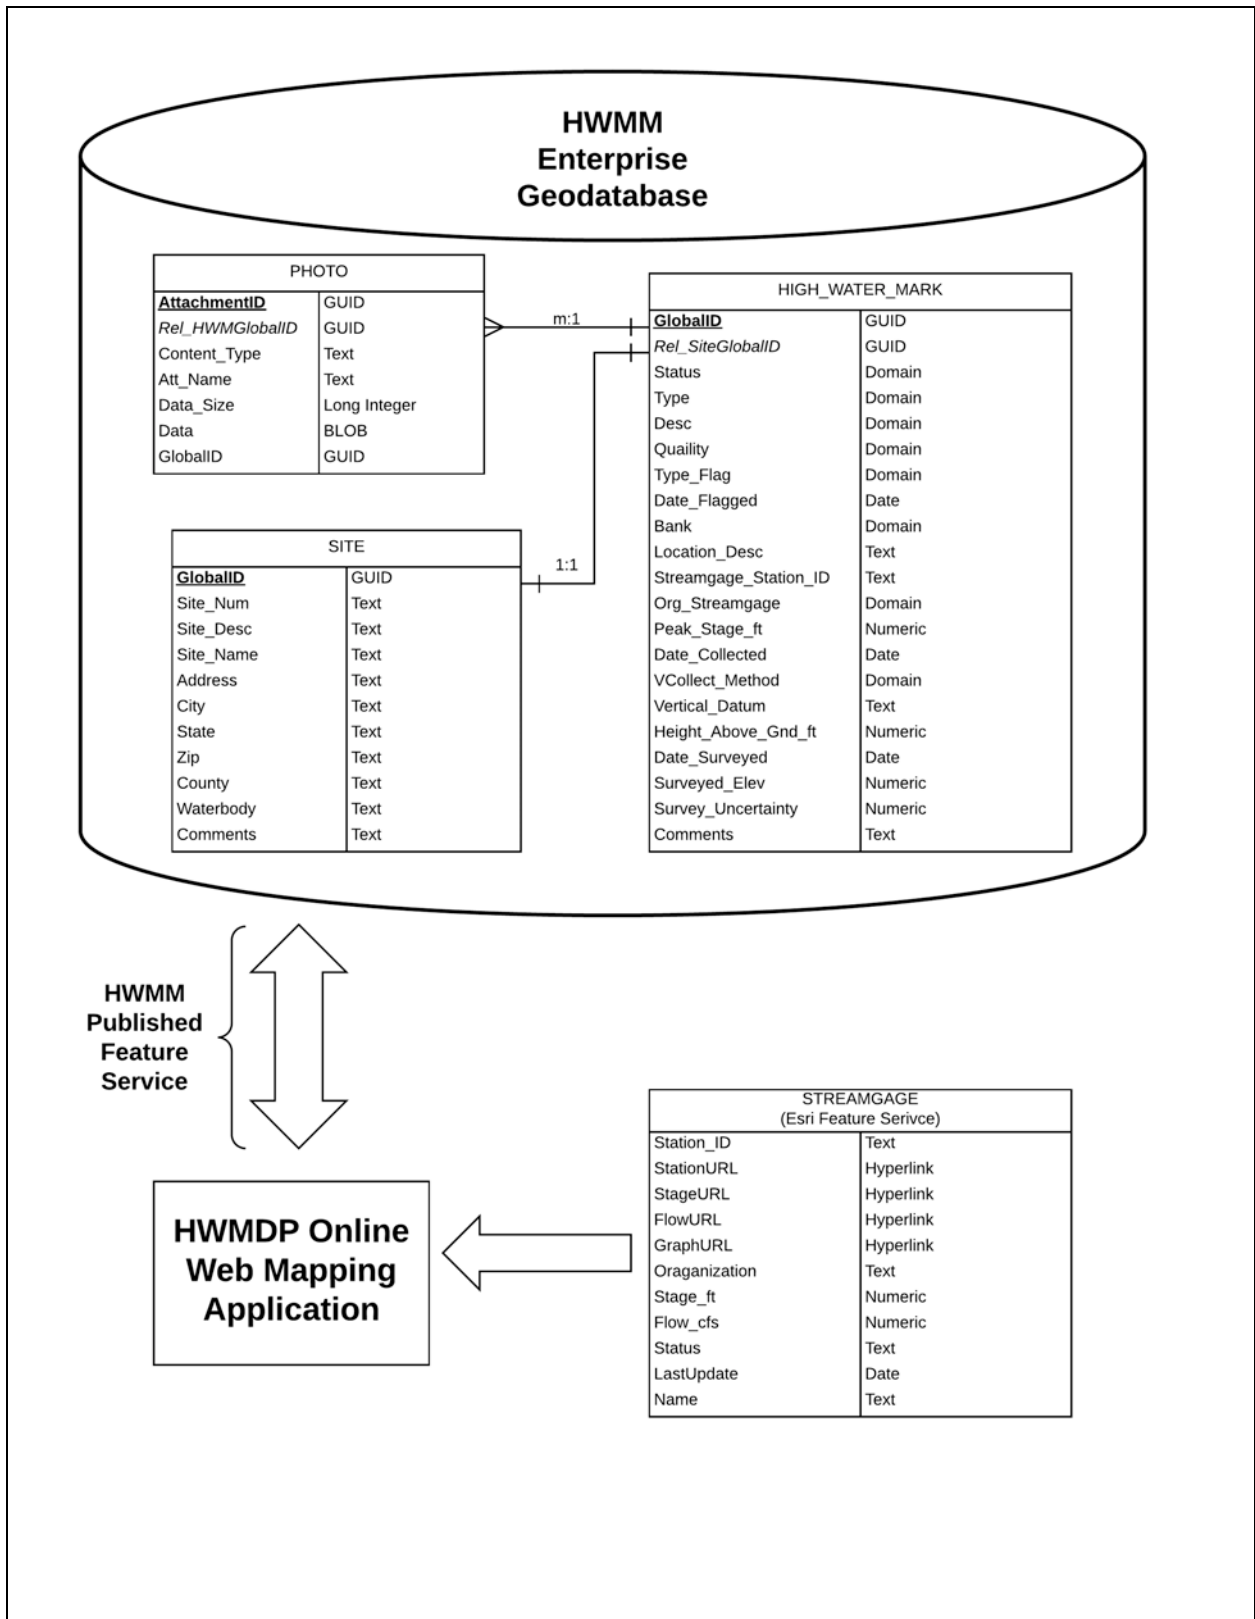 HWMM
Enterprise
Geodatabase
PHOTO
AttachmentID GUID
Rel_HWMGlobalID GUID
Content_Type Text
Att_Name Text
Data_Size Long Integer
Data BLOB
GlobalID GUID
m:1
HIGH_WATER_MARK
GlobalID GUID
Rel_SiteGlobalID GUID
Status Domain
Type Domain
Desc Domain
Quaility Domain
Type_Flag Domain
Date_Flagged Date
Bank Domain
Location_Desc Text
Streamgage_Station_ID Text
Org_Streamgage Domain
Peak_Stage_ft Numeric
Date_Collected Date
VCollect_Method Domain
Vertical_Datum Text
Height_Above_Gnd_ft Numeric
Date_Surveyed Date
Surveyed_Elev Numeric
Survey_Uncertainty Numeric
Comments Text
SITE
GlobalID GUID
Site_Num Text
Site_Desc Text
Site_Name Text
Address Text
City Text
State Text
Zip Text
County Text
Waterbody Text
Comments Text
1:1
HWMM
Published
Feature
Service
HWMDP Online
Web Mapping
Application
STREAMGAGE
(Esri Feature Serivce)
Station_ID Text
StationURL Hyperlink
StageURL Hyperlink
FlowURL Hyperlink
GraphURL Hyperlink
Oraganization Text
Stage_ft Numeric
Flow_cfs Numeric
Status Text
LastUpdate Date
Name Text